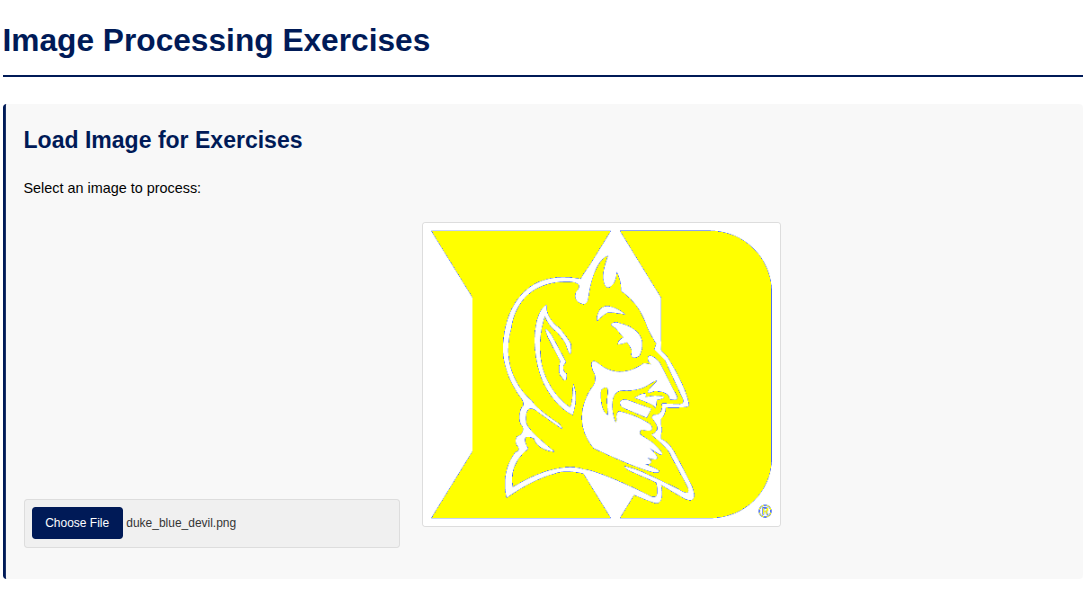 Image Processing Exercises
Load Image for Exercises
Select an image to process:
Choose File duke_blue_devil.png
®